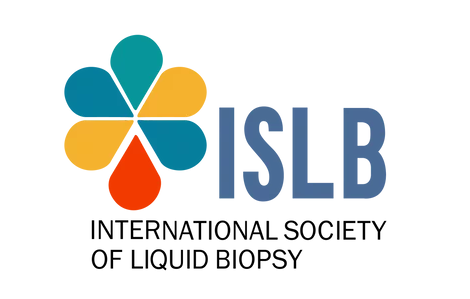 ISLB
INTERNATIONAL SOCIETY
OF LIQUID BIOPSY